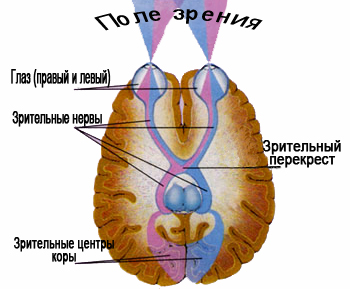 Поле зрения
Глаз (правый и левый)
Зрительные нервы
Зрительный
перекрест
Зрительные центры
коры